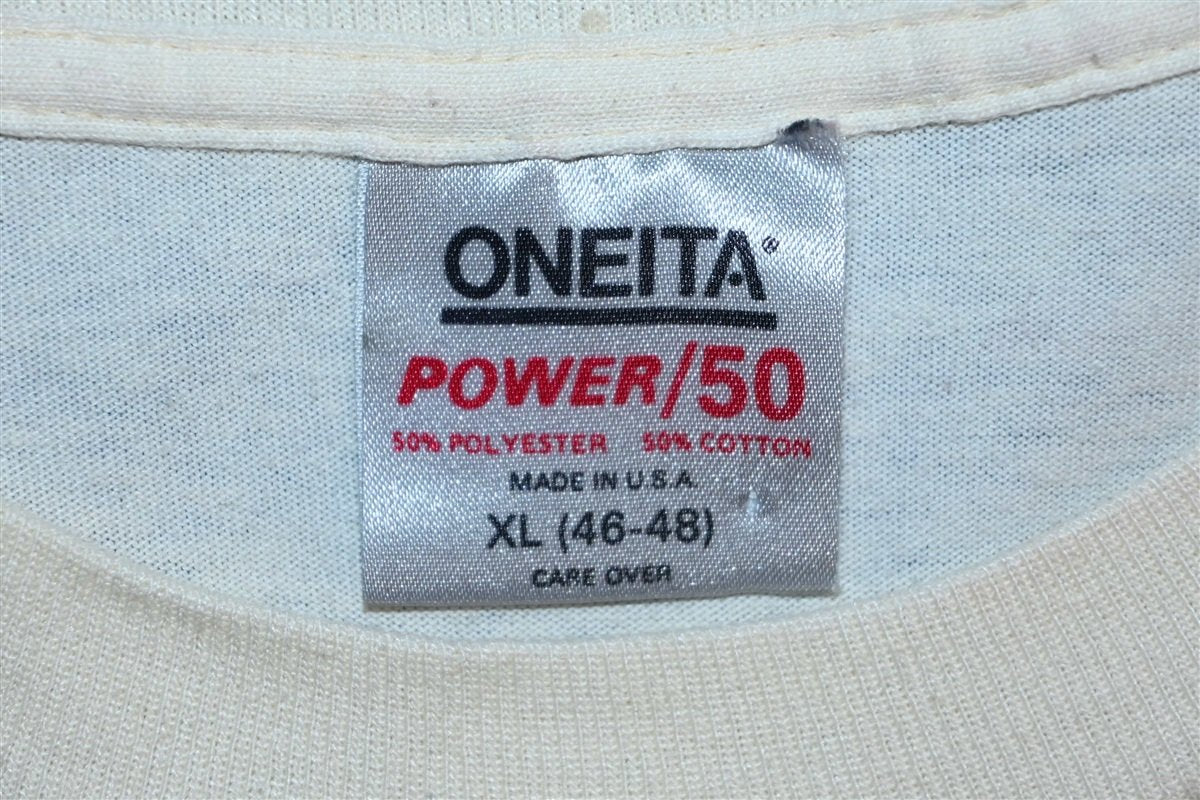 ONEITA®
POWER/50
50% POLYESTER 50% COTTON
MADE IN U.S.A.
XL (46-48)
CARE OVER